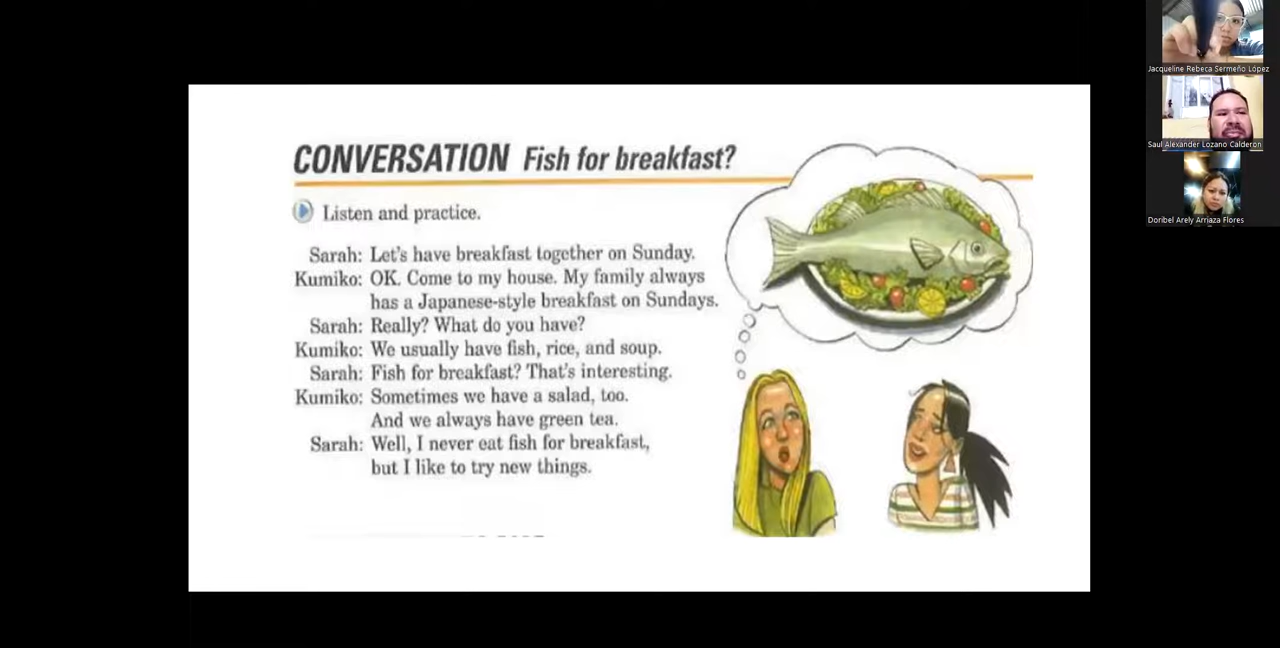 CONVERSATION Fish for breakfast?
Listen and practice.
Sarah: Let's have breakfast together on Sunday.
Kumiko: OK. Come to my house. My family always
has a Japanese-style breakfast on Sundays.
Sarah: Really? What do you have?
Kumiko: We usually have fish, rice, and soup.
Sarah: Fish for breakfast? That's interesting.
Kumiko: Sometimes we have a salad, too.
And we always have green tea.
Sarah: Well, I never eat fish for breakfast,
but I like to try new things.
Jacqueline Rebeca Sermeño López
Saul Alexander Lozano Calderon
Doribel Arely Arriaza Flores